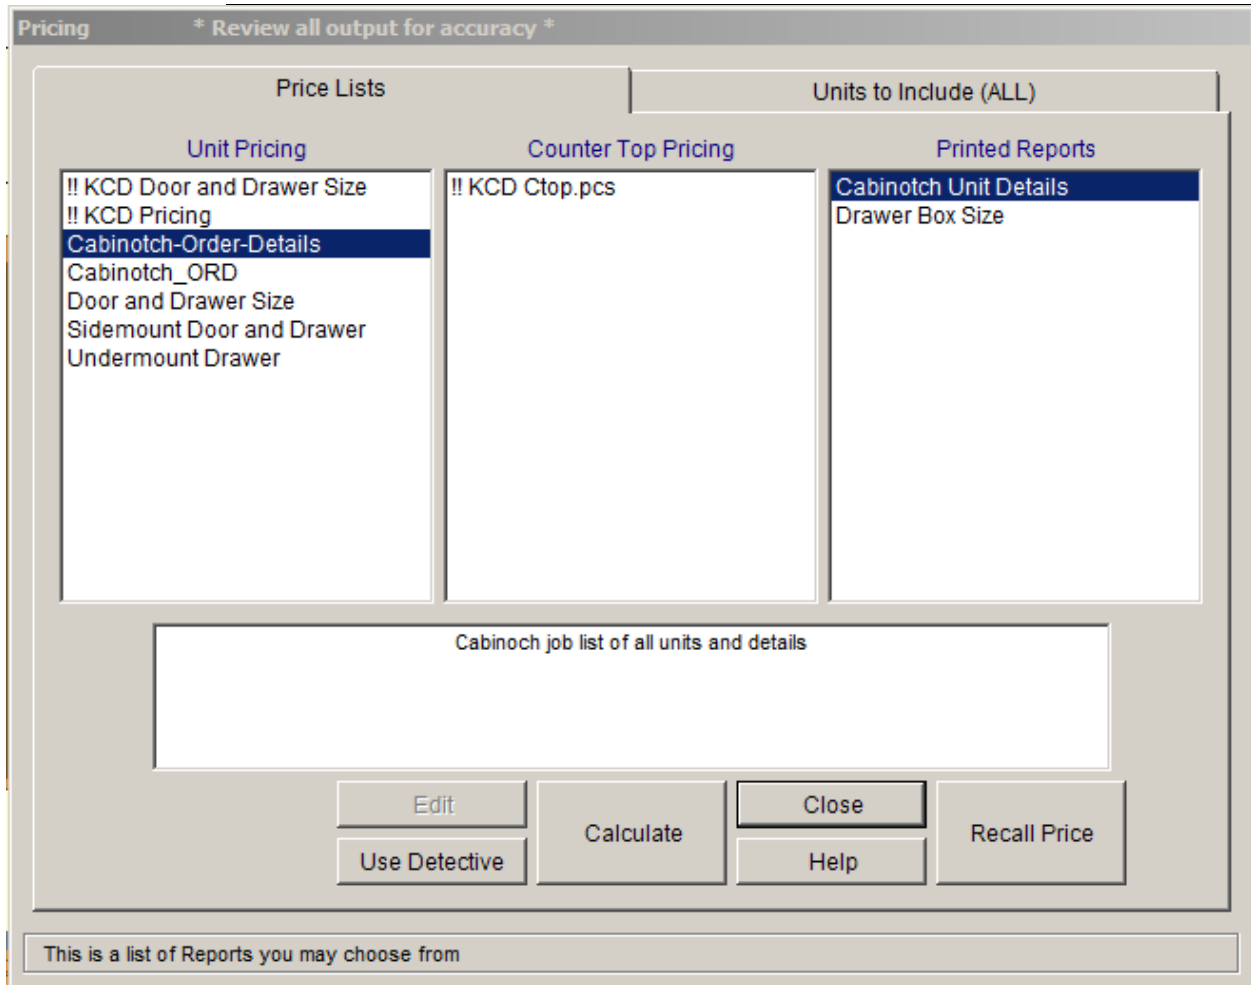 Pricing * Review all output for accuracy *
Price Lists
Units to Include (ALL)
Unit Pricing
!! KCD Door and Drawer Size
!! KCD Pricing
Cabinotch-Order-Details
Cabinotch_ORD
Door and Drawer Size
Sidemount Door and Drawer
Undermount Drawer
Counter Top Pricing
!! KCD Ctop.pcs
Printed Reports
Cabinotch Unit Details
Drawer Box Size
Cabinoch job list of all units and details
Edit
Use Detective
Calculate
Close
Help
Recall Price
This is a list of Reports you may choose from